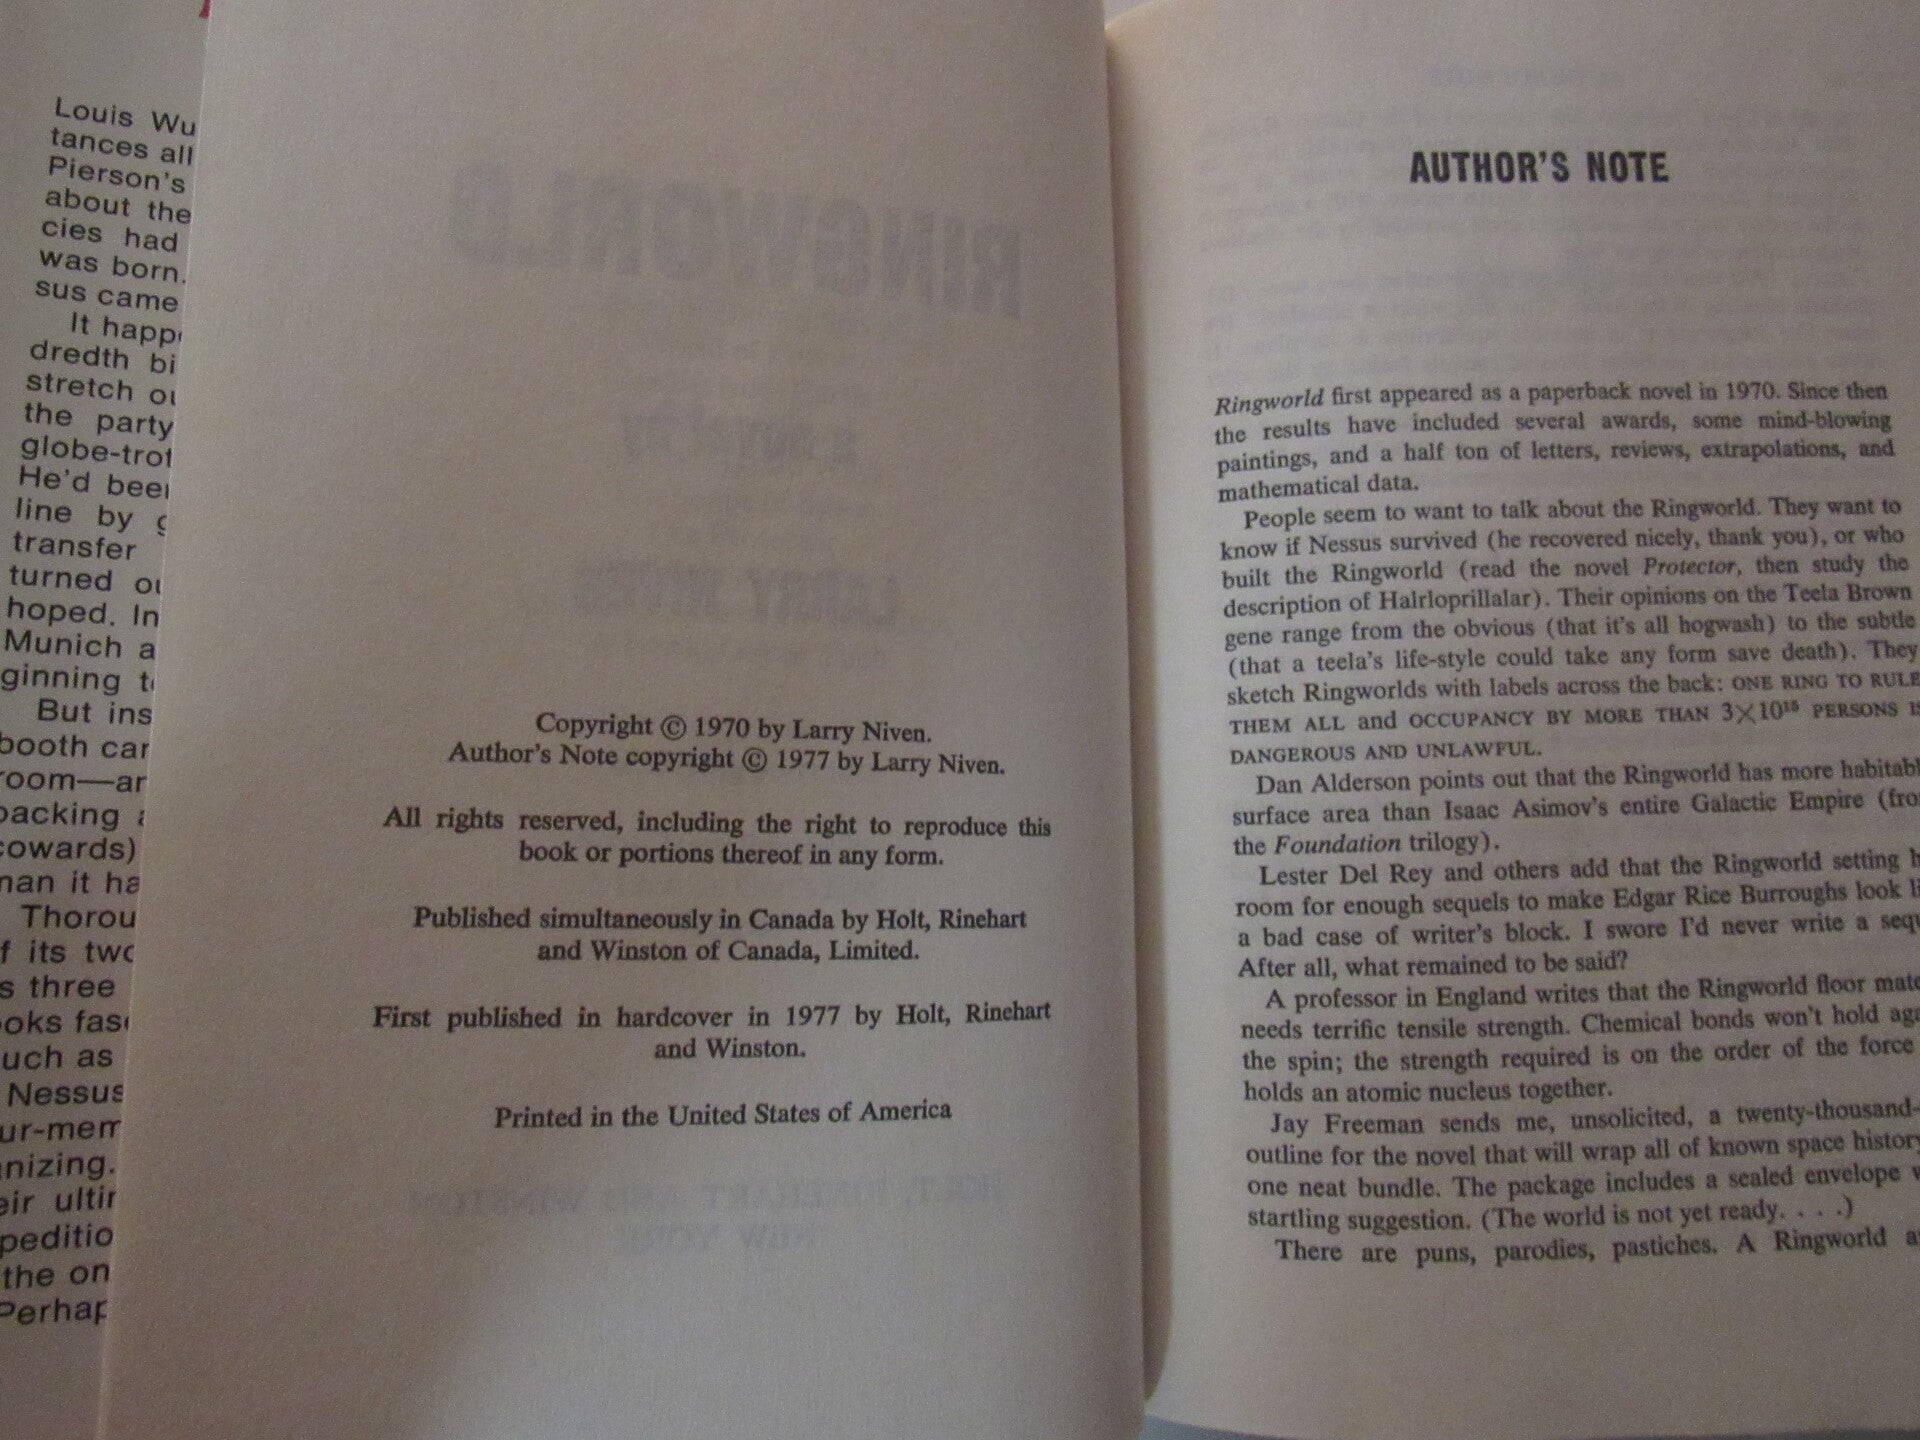 Louis Wu
tances all
Pierson's
about the
cies had
was born.
sus came
It happ
dredth bi
stretch
the party
globe-trot
He'd been
line by
transfer
turned
hoped. In
Munich a
ginning t
But ins
booth car
room—ar
packing
cowards)
man it ha
Thorou
f its two
s three
ooks fas
uch as
Nessus
ur-mem
anizing.
eir ultir
peditio
the on
Perhap
RINGWORLD
Copyright © 1970 by Larry Niven.
Author's Note copyright © 1977 by Larry Niven.
All rights reserved, including the right to reproduce this
book or portions thereof in any form.
Published simultaneously in Canada by Holt, Rinehart
and Winston of Canada, Limited.
First published in hardcover in 1977 by Holt, Rinehart
and Winston.
Printed in the United States of America
AUTHOR'S NOTE
Ringworld first appeared as a paperback novel in 1970. Since then
the results have included several awards, some mind-blowing
paintings, and a half ton of letters, reviews, extrapolations, and
mathematical data.
People seem to want to talk about the Ringworld. They want to
know if Nessus survived (he recovered nicely, thank you), or who
built the Ringworld (read the novel Protector, then study the
description of Halrloprillalar). Their opinions on the Teela Brown
gene range from the obvious (that it's all hogwash) to the subtle
(that a teela's life-style could take any form save death). They
sketch Ringworlds with labels across the back: ONE RING TO RULE
THEM ALL and OCCUPANCY BY MORE THAN 3×10¹⁵ PERSONS IS
DANGEROUS AND UNLAWFUL.
Dan Alderson points out that the Ringworld has more habitabl
surface area than Isaac Asimov's entire Galactic Empire (fro
the Foundation trilogy).
Lester Del Rey and others add that the Ringworld setting h
room for enough sequels to make Edgar Rice Burroughs look li
a bad case of writer's block. I swore I'd never write a sequ
After all, what remained to be said?
A professor in England writes that the Ringworld floor mate
needs terrific tensile strength. Chemical bonds won't hold aga
the spin; the strength required is on the order of the force
holds an atomic nucleus together.
Jay Freeman sends me, unsolicited, a twenty-thousand-
outline for the novel that will wrap all of known space history
one neat bundle. The package includes a sealed envelope w
startling suggestion. (The world is not yet ready. . . .)
There are puns, parodies, pastiches. A Ringworld a